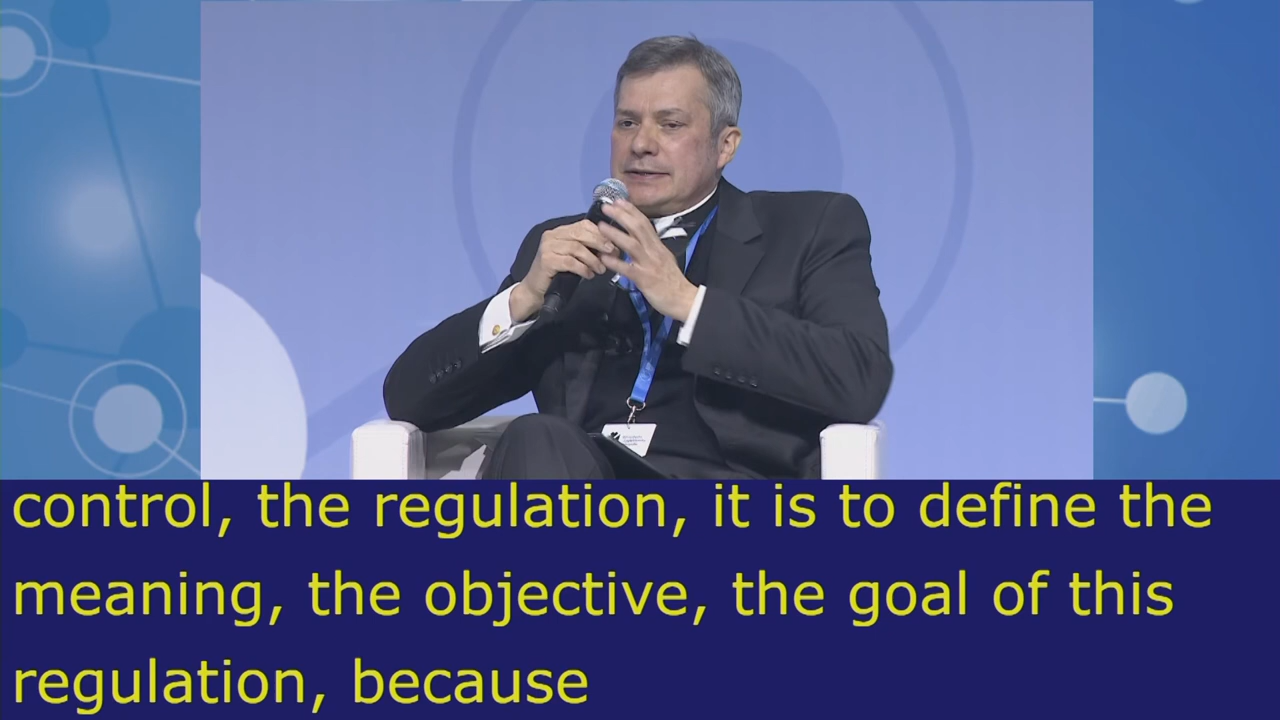 control, the regulation, it is to define the
meaning, the objective, the goal of this
regulation, because